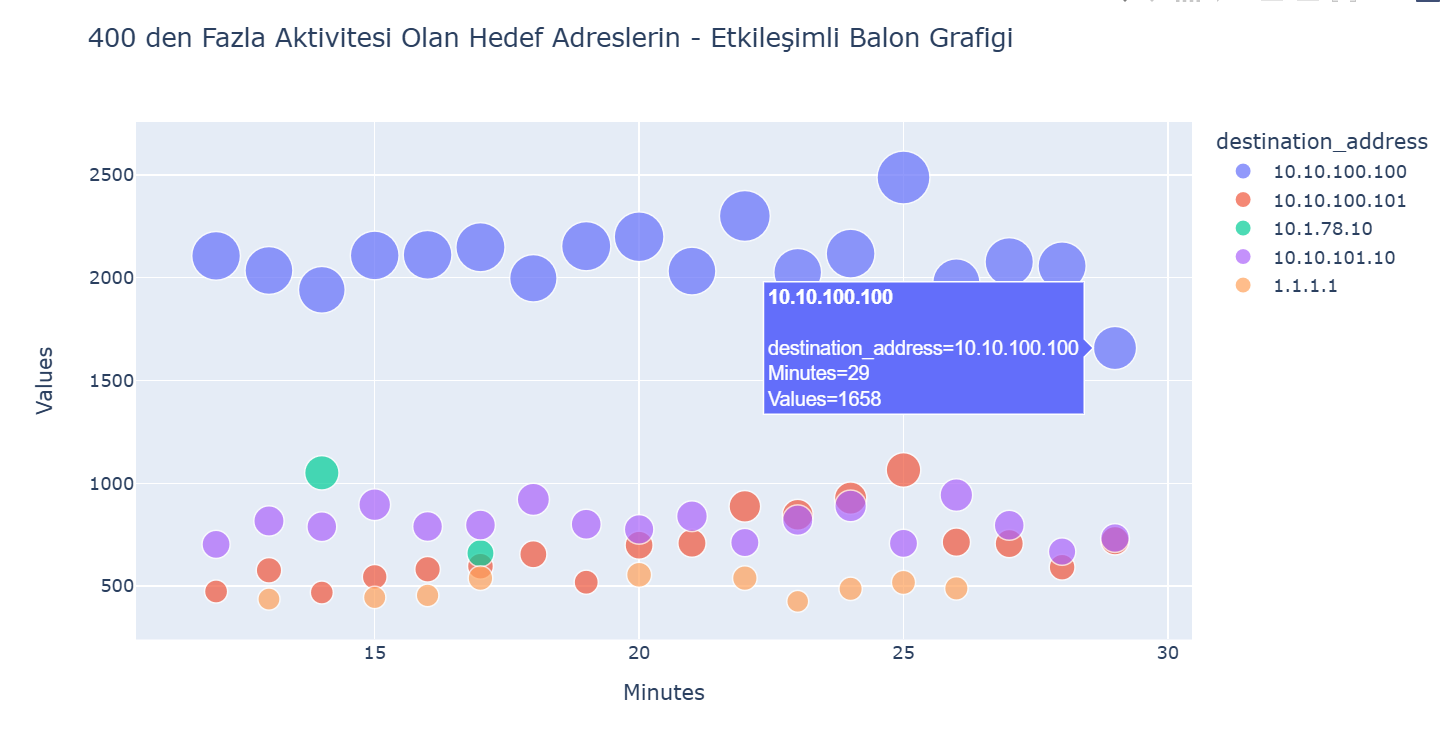 400 den Fazla Aktivitesi Olan Hedef Adreslerin - Etkileşimli Balon Grafigi
destination_address
10.10.100.100
10.10.100.101
10.1.78.10
10.10.101.10
1.1.1.1
Values
2500
2000
1500
1000
500
10.10.100.100
destination_address=10.10.100.100
Minutes=29
Values=1658
15
20
25
30
Minutes